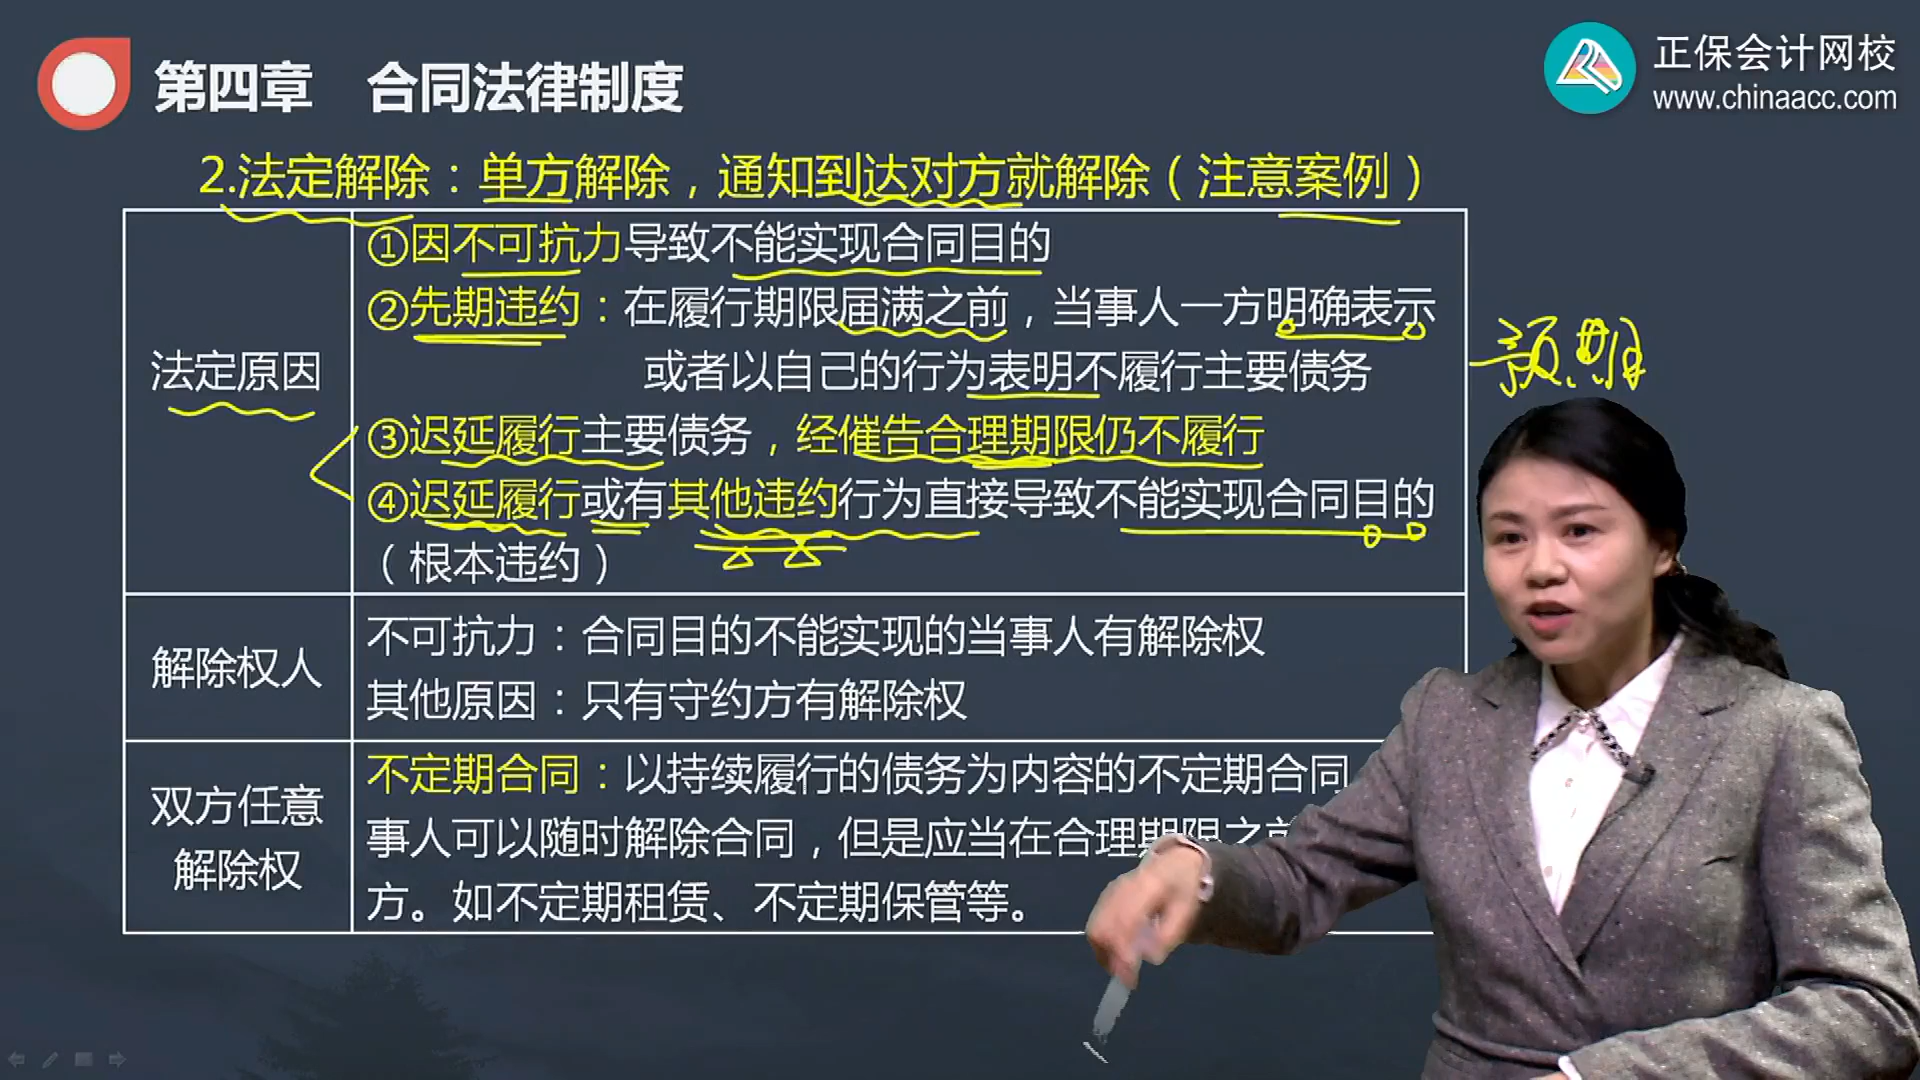 第四章 合同法律制度
正保会计网校
www.chinaacc.com
2.法定解除：单方解除，通知到达对方就解除（注意案例）
法定原因
①因不可抗力导致不能实现合同目的
②先期违约：在履行期限届满之前，当事人一方明确表示
或者以自己的行为表明不履行主要债务
预期
③迟延履行主要债务，经催告合理期限仍不履行
④迟延履行或有其他违约行为直接导致不能实现合同目的
（根本违约）
解除权人
不可抗力：合同目的不能实现的当事人有解除权
其他原因：只有守约方有解除权
双方任意
解除权
不定期合同：以持续履行的债务为内容的不定期合同
事人可以随时解除合同，但是应当在合理期限之前
方。如不定期租赁、不定期保管等。